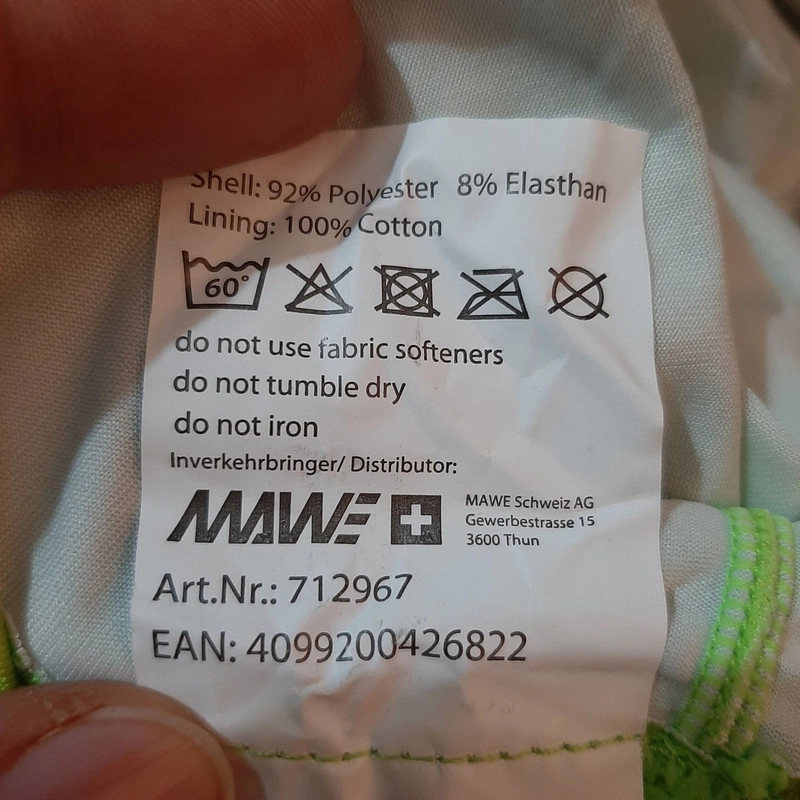 Shell: 92% Polyester 8% Elasthan
Lining: 100% Cotton
60°
do not use fabric softeners
do not tumble dry
do not iron
Inverkehrbringer/ Distributor:
MAWE
MAWE Schweiz AG
Gewerbestrasse 15
3600 Thun
Art.Nr.: 712967
EAN: 4099200426822